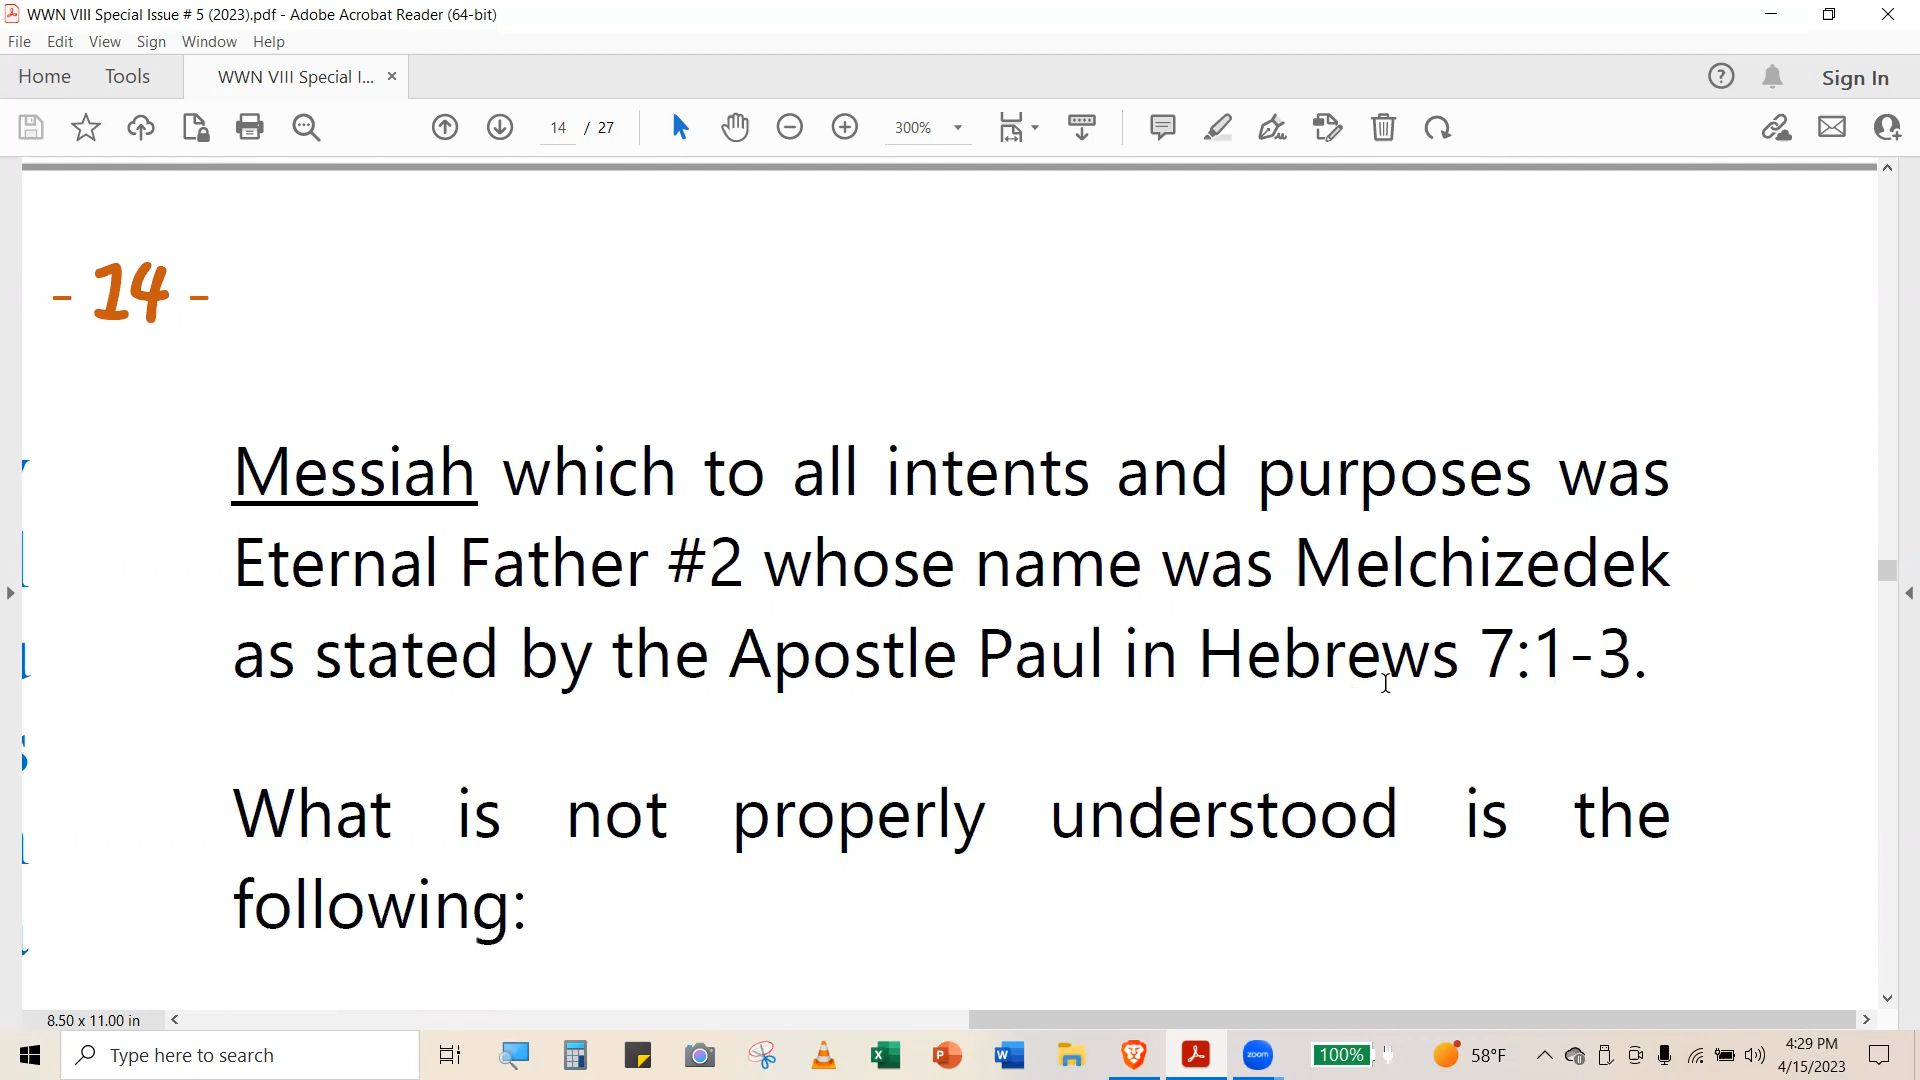 WWN VIII Special Issue # 5 (2023).pdf - Adobe Acrobat Reader (64-bit)
File Edit View Sign Window Help
Home Tools WWN VIII Special I... × Sign In
14 / 27 300%
- 14 -
Messiah which to all intents and purposes was
Eternal Father #2 whose name was Melchizedek
as stated by the Apostle Paul in Hebrews 7:1-3.
What is not properly understood is the
following:
8.50 x 11.00 in
Type here to search zoom 100% 58°F 4:29 PM
4/15/2023